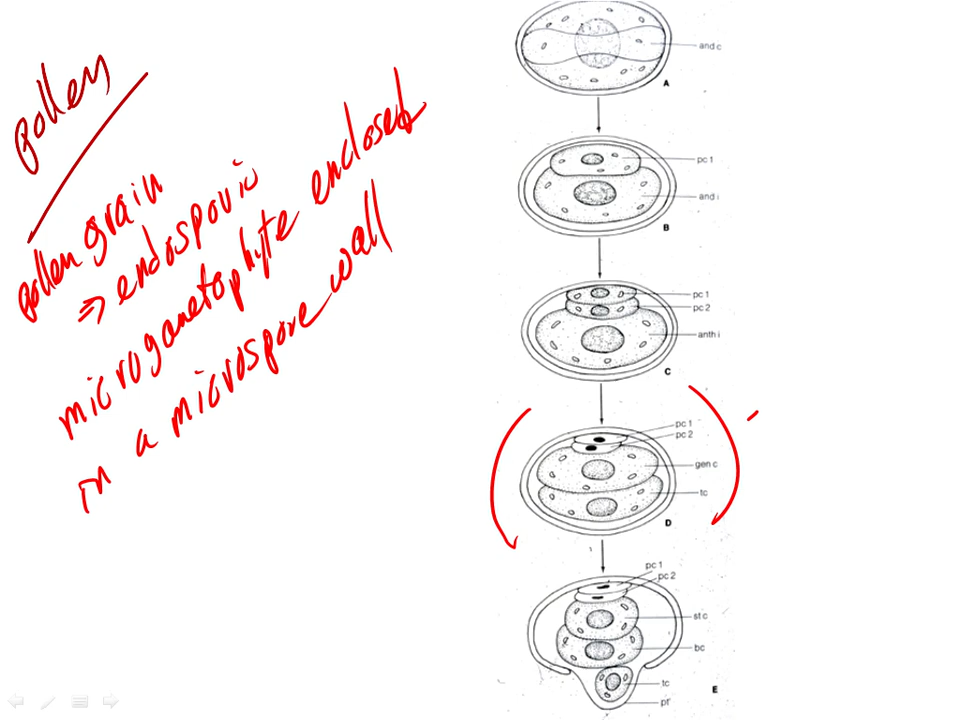 pollen
pollen grain
⇒ endosporic
microgametophyte enclosed
in a microspore wall
and c
A
pc 1
and i
B
pc 1
pc 2
anth i
C
pc 1
pc 2
gen c
tc
D
pc 1
pc 2
st c
bc
tc
E
pt